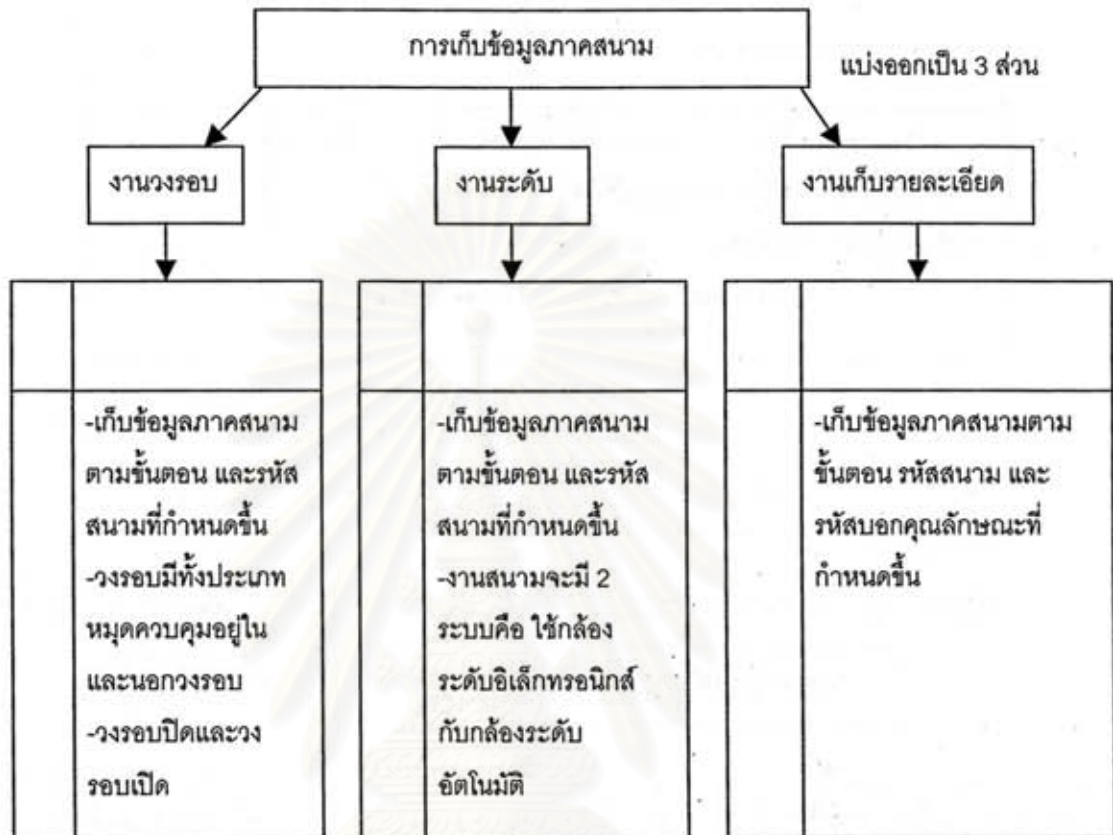 การเก็บข้อมูลภาคสนาม
แบ่งออกเป็น 3 ส่วน
งานวงรอบ
งานระดับ
งานเก็บรายละเอียด
-เก็บข้อมูลภาคสนาม
ตามขั้นตอน และรหัส
สนามที่กำหนดขึ้น
-วงรอบมีทั้งประเภท
หมุดควบคุมอยู่ใน
และนอกวงรอบ
-วงรอบปิดและวง
รอบเปิด
-เก็บข้อมูลภาคสนาม
ตามขั้นตอน และรหัส
สนามที่กำหนดขึ้น
-งานสนามจะมี 2
ระบบคือ ใช้กล้อง
ระดับอิเล็กทรอนิกส์
กับกล้องระดับ
อัตโนมัติ
-เก็บข้อมูลภาคสนามตาม
ขั้นตอน รหัสสนาม และ
รหัสบอกคุณลักษณะที่
กำหนดขึ้น